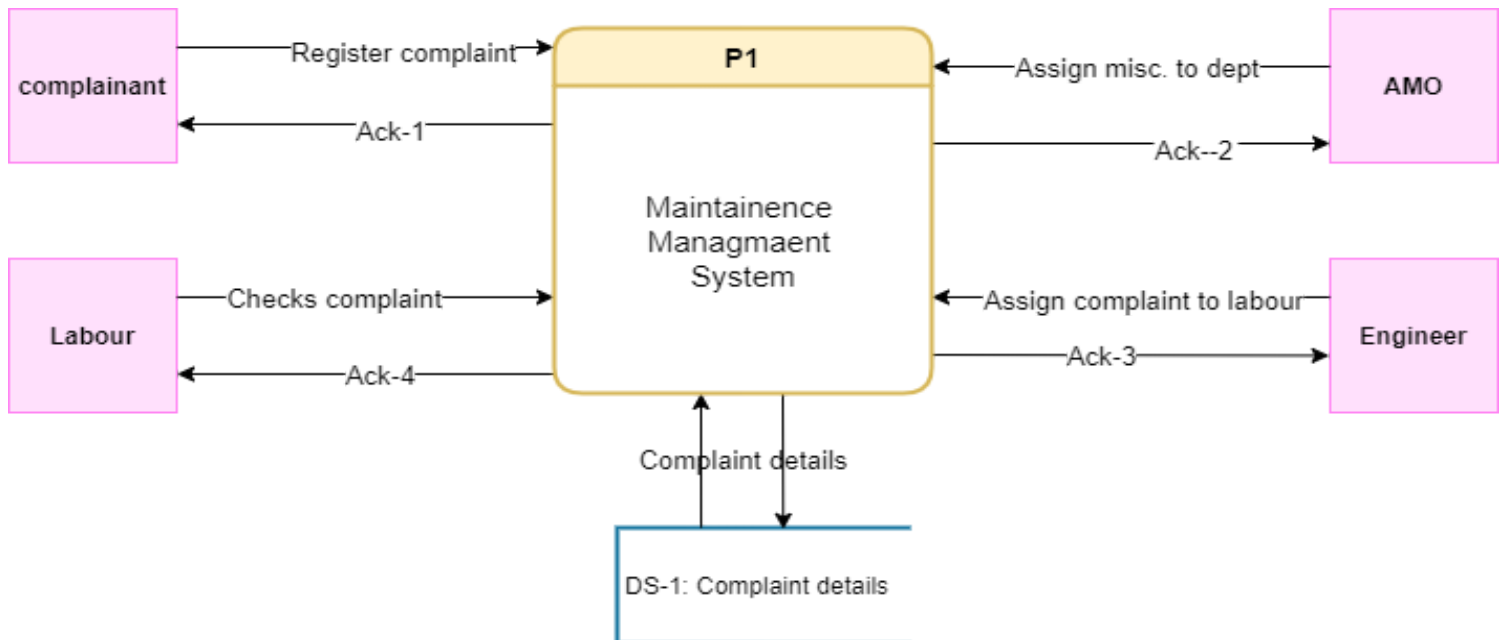 complainant
Register complaint
Ack-1
P1
Maintainence
Managmaent
System
Assign misc. to dept
Ack--2
AMO
Labour
Checks complaint
Ack-4
Assign complaint to labour
Ack-3
Engineer
Complaint details
DS-1: Complaint details